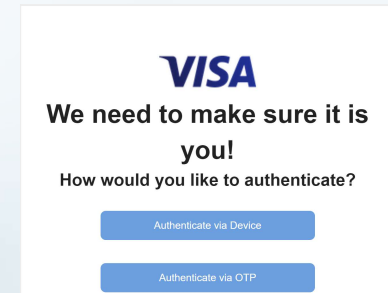 VISA
We need to make sure it is
you!
How would you like to authenticate?
Authenticate via Device
Authenticate via OTP